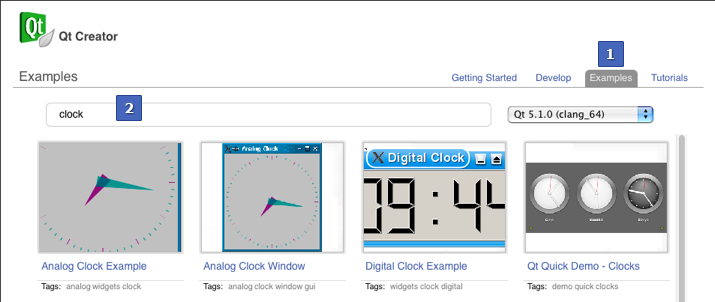 Qt Qt Creator
1
Examples
Getting Started Develop Examples Tutorials
clock
2
Qt 5.1.0 (clang_64)
Analog Clock
X Digital Clock
09:44
Analog Clock Example
Analog Clock Window
Digital Clock Example
Qt Quick Demo - Clocks
Tags: analog widgets clock
Tags: analog clock window gui
Tags: widgets clock digital
Tags: demo quick clocks